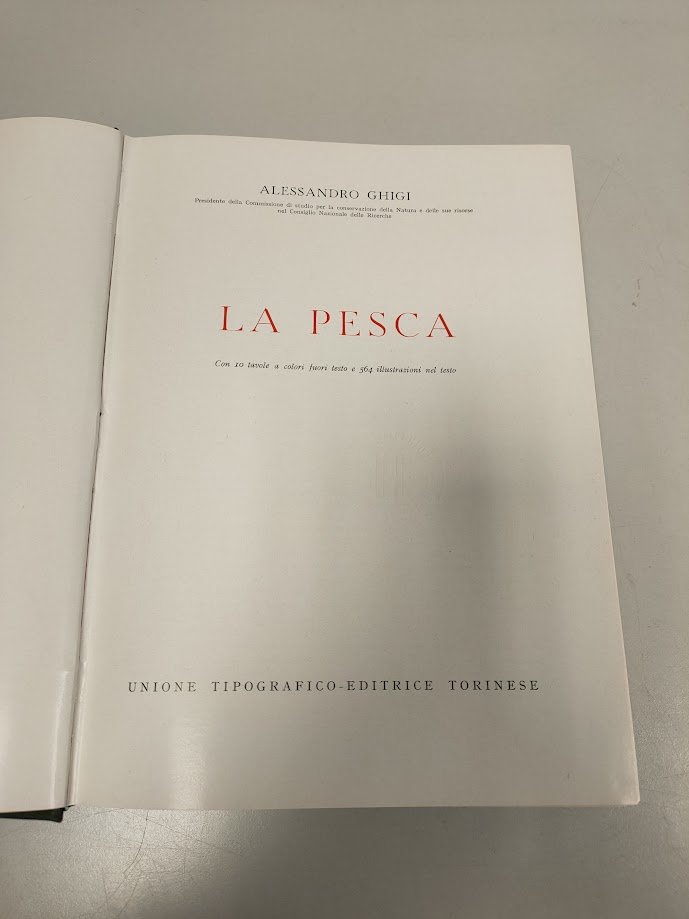 ALESSANDRO GHIGI
Presidente della Commissione di studio per la conservazione della Natura e delle sue risorse
nel Consiglio Nazionale delle Ricerche
LA PESCA
Con 10 tavole a colori fuori testo e 564 illustrazioni nel testo
UNIONE TIPOGRAFICO-EDITRICE TORINESE